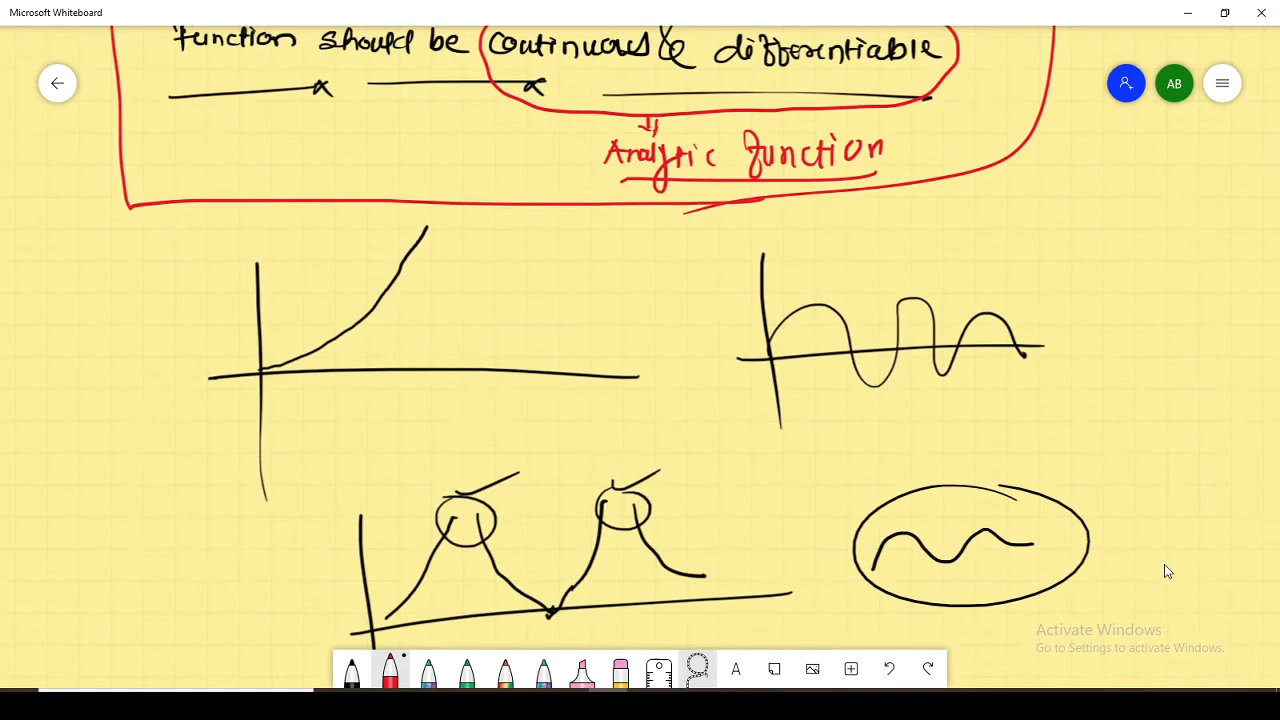 Microsoft Whiteboard
function should be continuous & differentiable
AB
Analytic function
Activate Windows
Go to Settings to activate Windows.
A